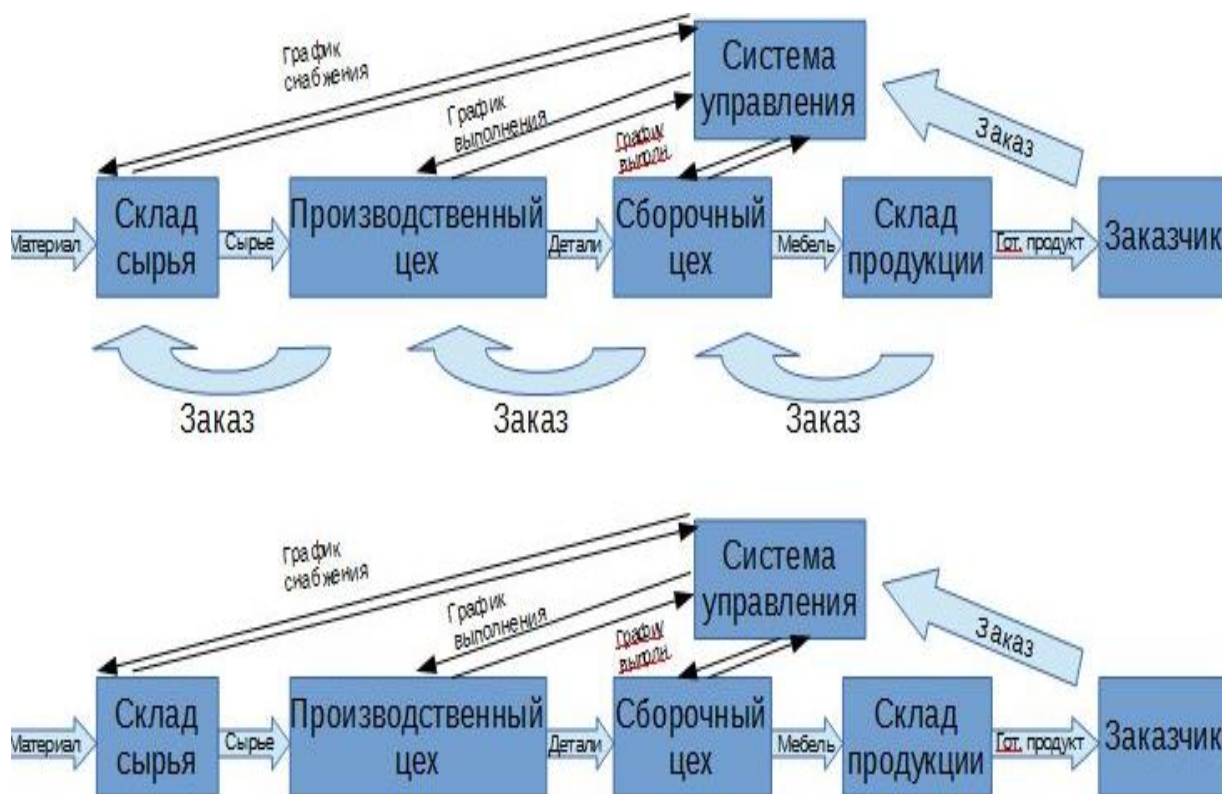 График
снабжения
График
выполнения
График
выполн.
Система
управления
Заказ
Материал
Склад
сырья
Сырье
Производственный
цех
Детали
Сборочный
цех
Мебель
Склад
продукции
Гот. продукт
Заказчик
Заказ
Заказ
Заказ
График
снабжения
График
выполнения
График
выполн.
Система
управления
Заказ
Материал
Склад
сырья
Сырье
Производственный
цех
Детали
Сборочный
цех
Мебель
Склад
продукции
Гот. продукт
Заказчик